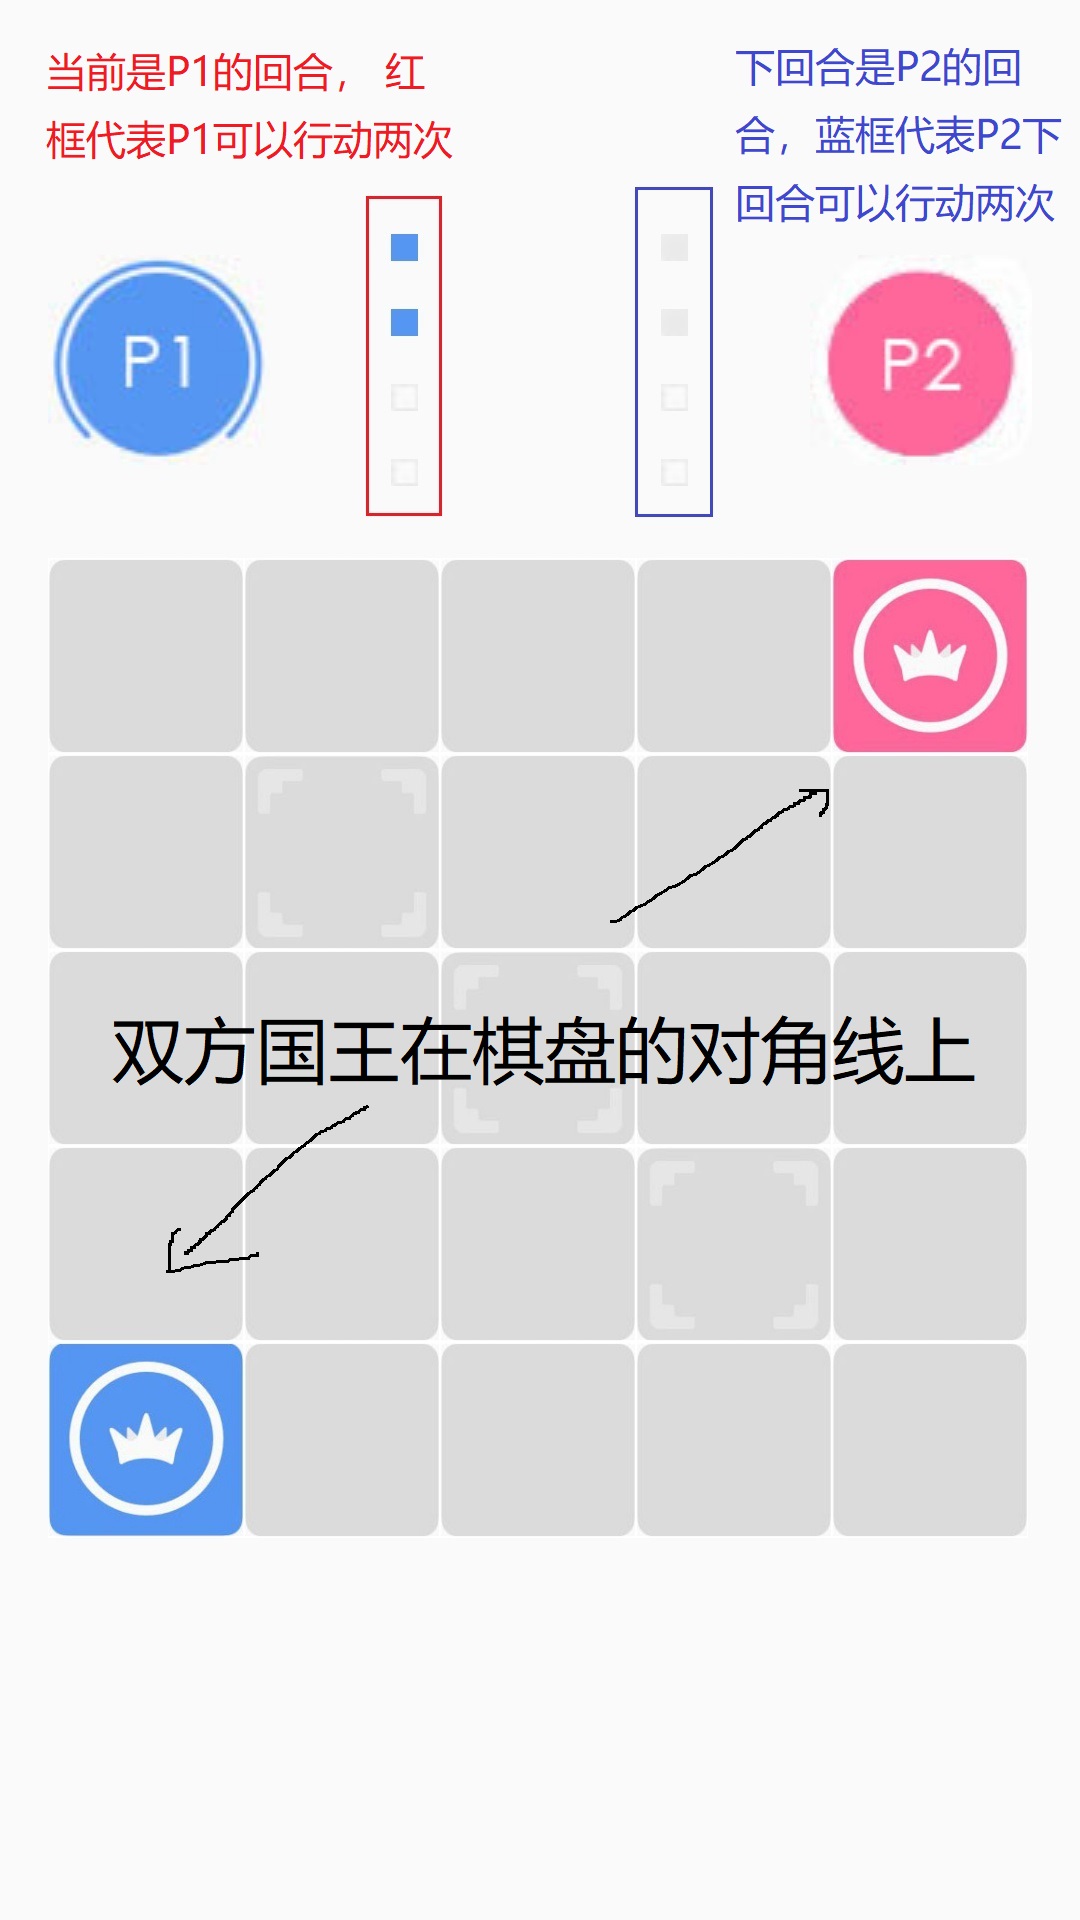 当前是P1的回合， 红
框代表P1可以行动两次
下回合是P2的回
合，蓝框代表P2下
回合可以行动两次
P1
P2
双方国王在棋盘的对角线上